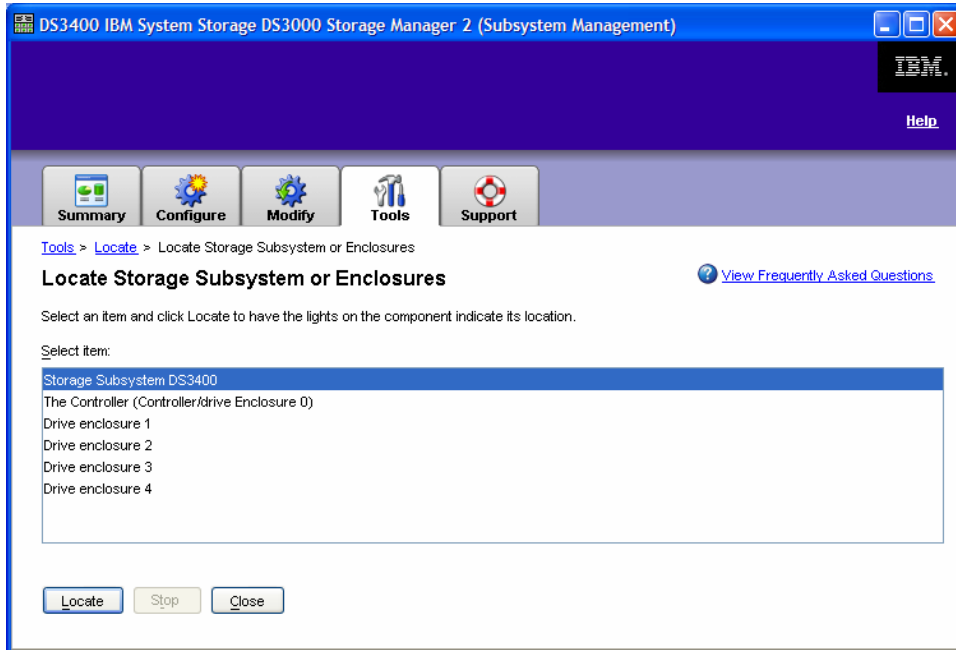 DS3400 IBM System Storage DS3000 Storage Manager 2 (Subsystem Management)
IBM.
Help
Summary Configure Modify Tools Support
Tools > Locate > Locate Storage Subsystem or Enclosures
Locate Storage Subsystem or Enclosures
? View Frequently Asked Questions
Select an item and click Locate to have the lights on the component indicate its location.
Select item:
Storage Subsystem DS3400
The Controller (Controller/drive Enclosure 0)
Drive enclosure 1
Drive enclosure 2
Drive enclosure 3
Drive enclosure 4
Locate Stop Close